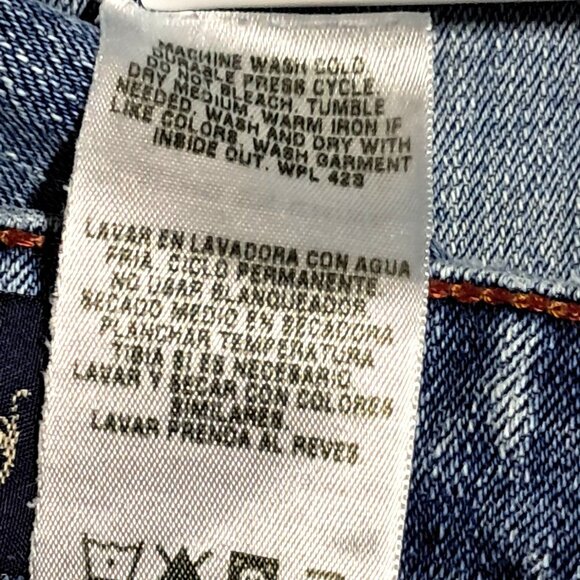 MACHINE WASH COLD
DURABLE PRESS CYCLE.
DO NOT BLEACH. TUMBLE
DRY MEDIUM, WARM IRON IF
NEEDED. WASH AND DRY WITH
LIKE COLORS. WASH GARMENT
INSIDE OUT. WPL 423
LAVAR EN LAVADORA CON AGUA
FRIA, CICLO PERMANENTE
NO USAR BLANQUEADOR
SECADO MEDIO EN SECADORA
PLANCHAR TEMPERATURA
TIBIA SI ES NECESARIO.
LAVAR Y SECAR CON COLORES
SIMILARES.
LAVAR PRENDA AL REVES